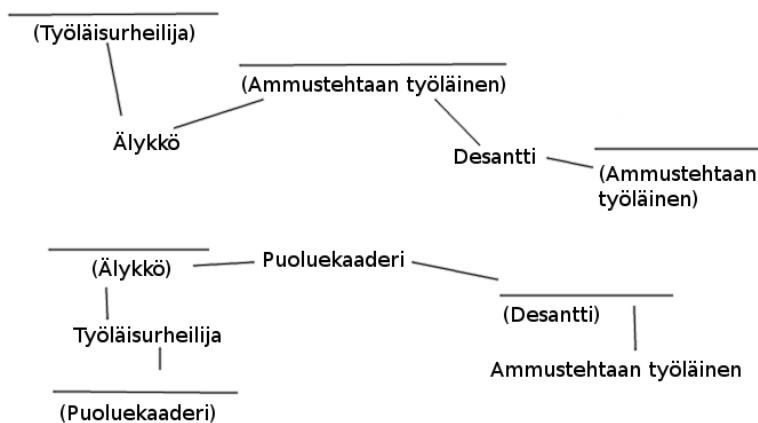 (Työläisurheilija)
(Ammustehtaan työläinen)
Älykkö
Desantti
(Ammustehtaan
työläinen)
(Älykkö)
Puoluekaaderi
(Desantti)
Työläisurheilija
Ammustehtaan työläinen
(Puoluekaaderi)